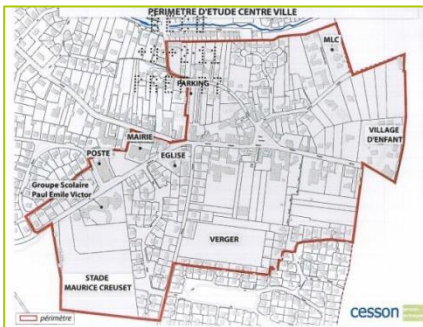 PERIMETRE D'ETUDE CENTRE VILLE
MLC
PARKING
MAIRIE
VILLAGE
D'ENFANT
POSTE
EGLISE
Groupe Scolaire
Paul Emile Victor
VERGER
STADE
MAURICE CREUSET
périmètre
cesson